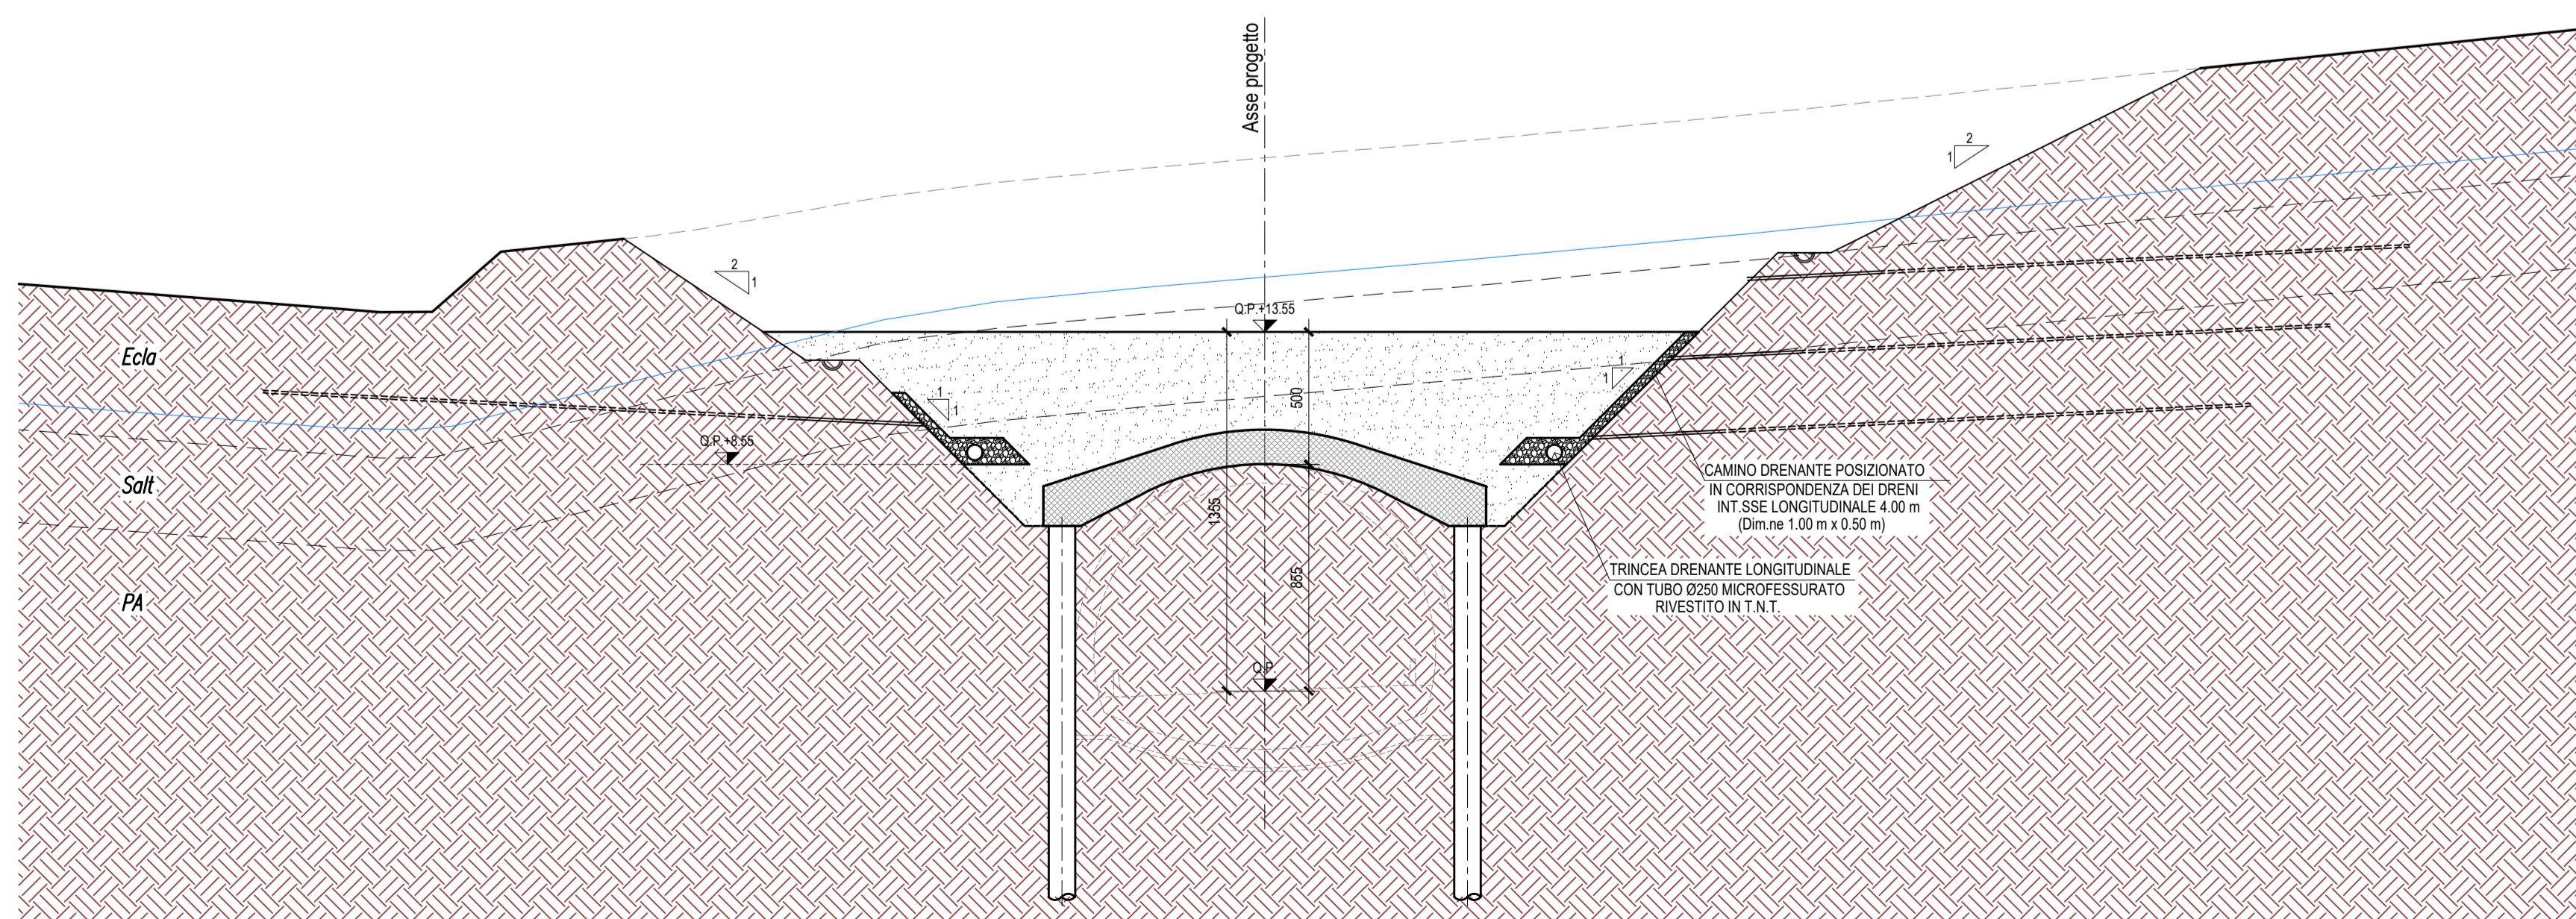 Asse progetto
2
1
2
1
Q.P.+13.55
Ecla
1
1
1
1
500
Q.P.+8.55
Salt
CAMINO DRENANTE POSIZIONATO
IN CORRISPONDENZA DEI DRENI
INT.SSE LONGITUDINALE 4.00 m
(Dim.ne 1.00 m x 0.50 m)
1355
855
TRINCEA DRENANTE LONGITUDINALE
CON TUBO Ø250 MICROFESSURATO
RIVESTITO IN T.N.T.
PA
Q.P.